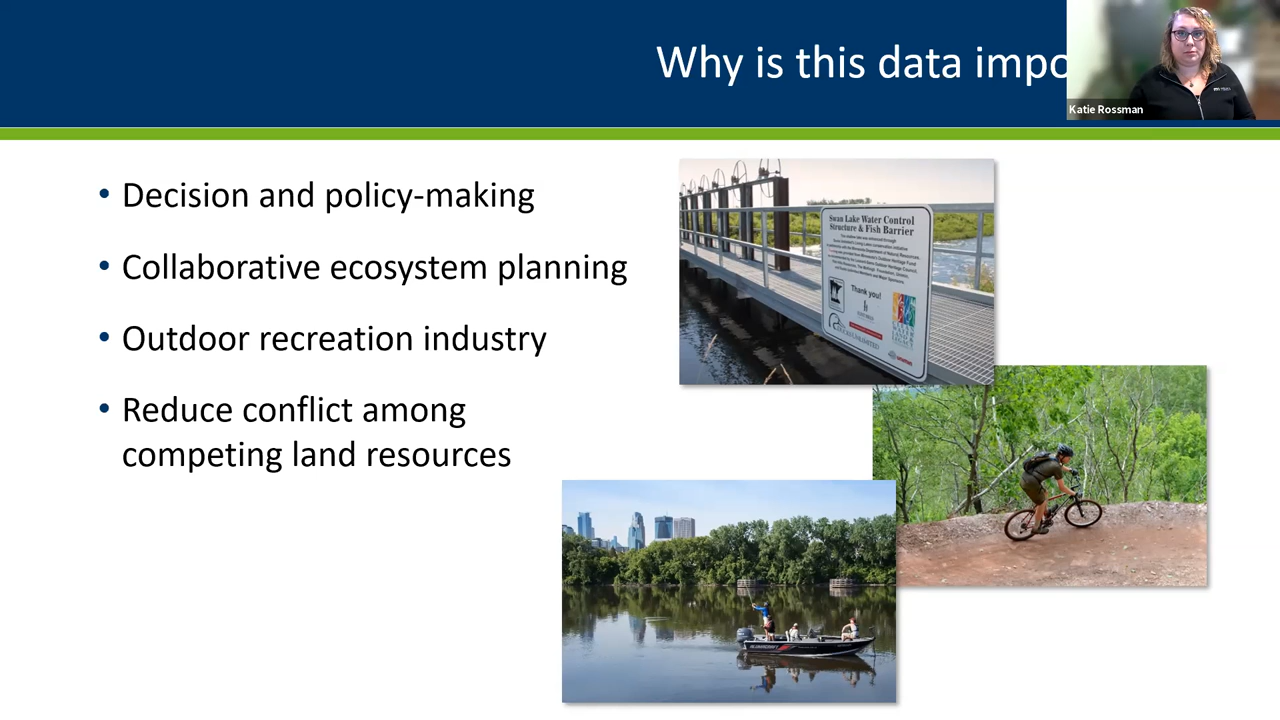 Why is this data impo
Katie Rossman
• Decision and policy-making
• Collaborative ecosystem planning
• Outdoor recreation industry
• Reduce conflict among
competing land resources
Swan Lake Water Control
Structure & Fish Barrier
Thank you!